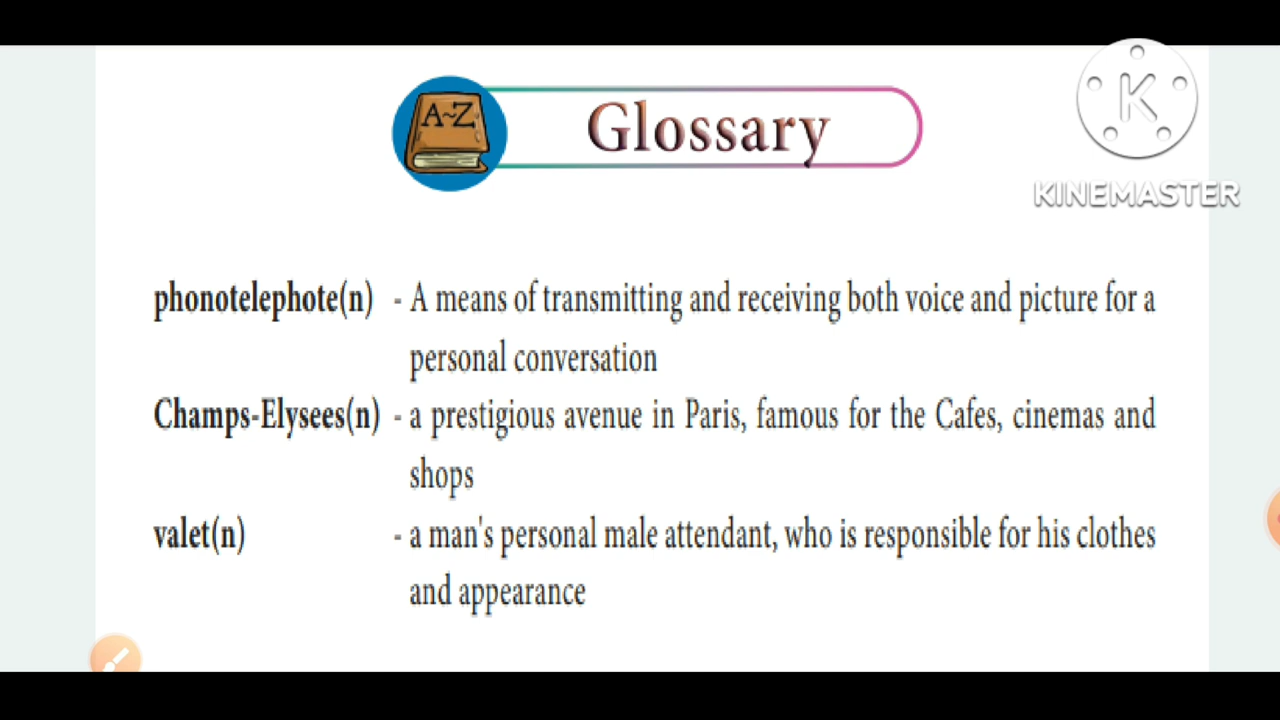 A~Z
Glossary
K
KINEMASTER
phonotelephote(n) - A means of transmitting and receiving both voice and picture for a
personal conversation
Champs-Elysees(n) - a prestigious avenue in Paris, famous for the Cafes, cinemas and
shops
valet(n) - a man's personal male attendant, who is responsible for his clothes
and appearance